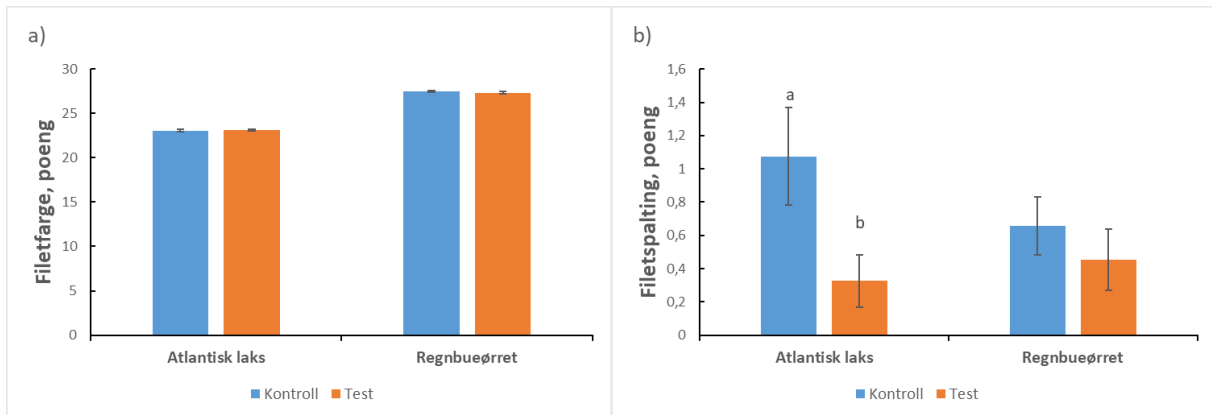 a)
Filetfarge, poeng
30
25
20
15
10
5
0
Atlantisk laks Regnbueørret
Kontroll Test
b)
Filetspalting, poeng
1,6
1,4
1,2
1
0,8
0,6
0,4
0,2
0
a
b
Atlantisk laks Regnbueørret
Kontroll Test